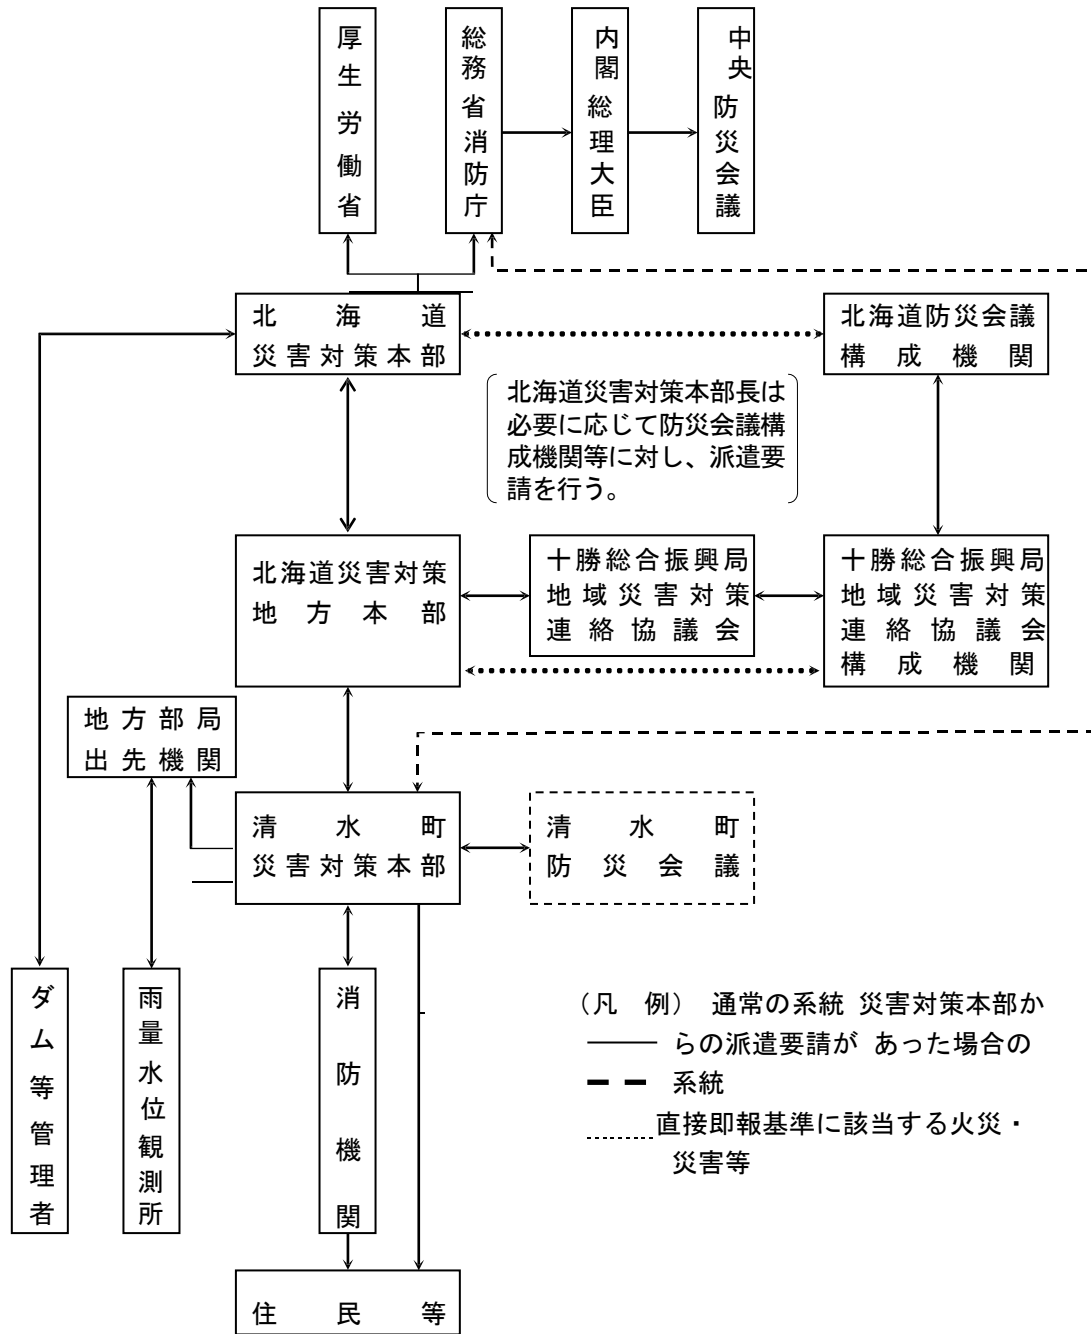 厚生労働省
総務省消防庁
内閣総理大臣
中央防災会議
北海道
災害対策本部
北海道防災会議
構成機関
北海道災害対策本部長は
必要に応じて防災会議構
成機関等に対し、派遣要
請を行う。
北海道災害対策
地方本部
十勝総合振興局
地域災害対策
連絡協議会
十勝総合振興局
地域災害対策
連絡協議会
構成機関
地方部局
出先機関
清水町
災害対策本部
清水町
防災会議
ダム等管理者
雨量水位観測所
消防機関
(凡 例) 通常の系統 災害対策本部か
らの派遣要請が あった場合の
系統
直接即報基準に該当する火災・
災害等
住民等